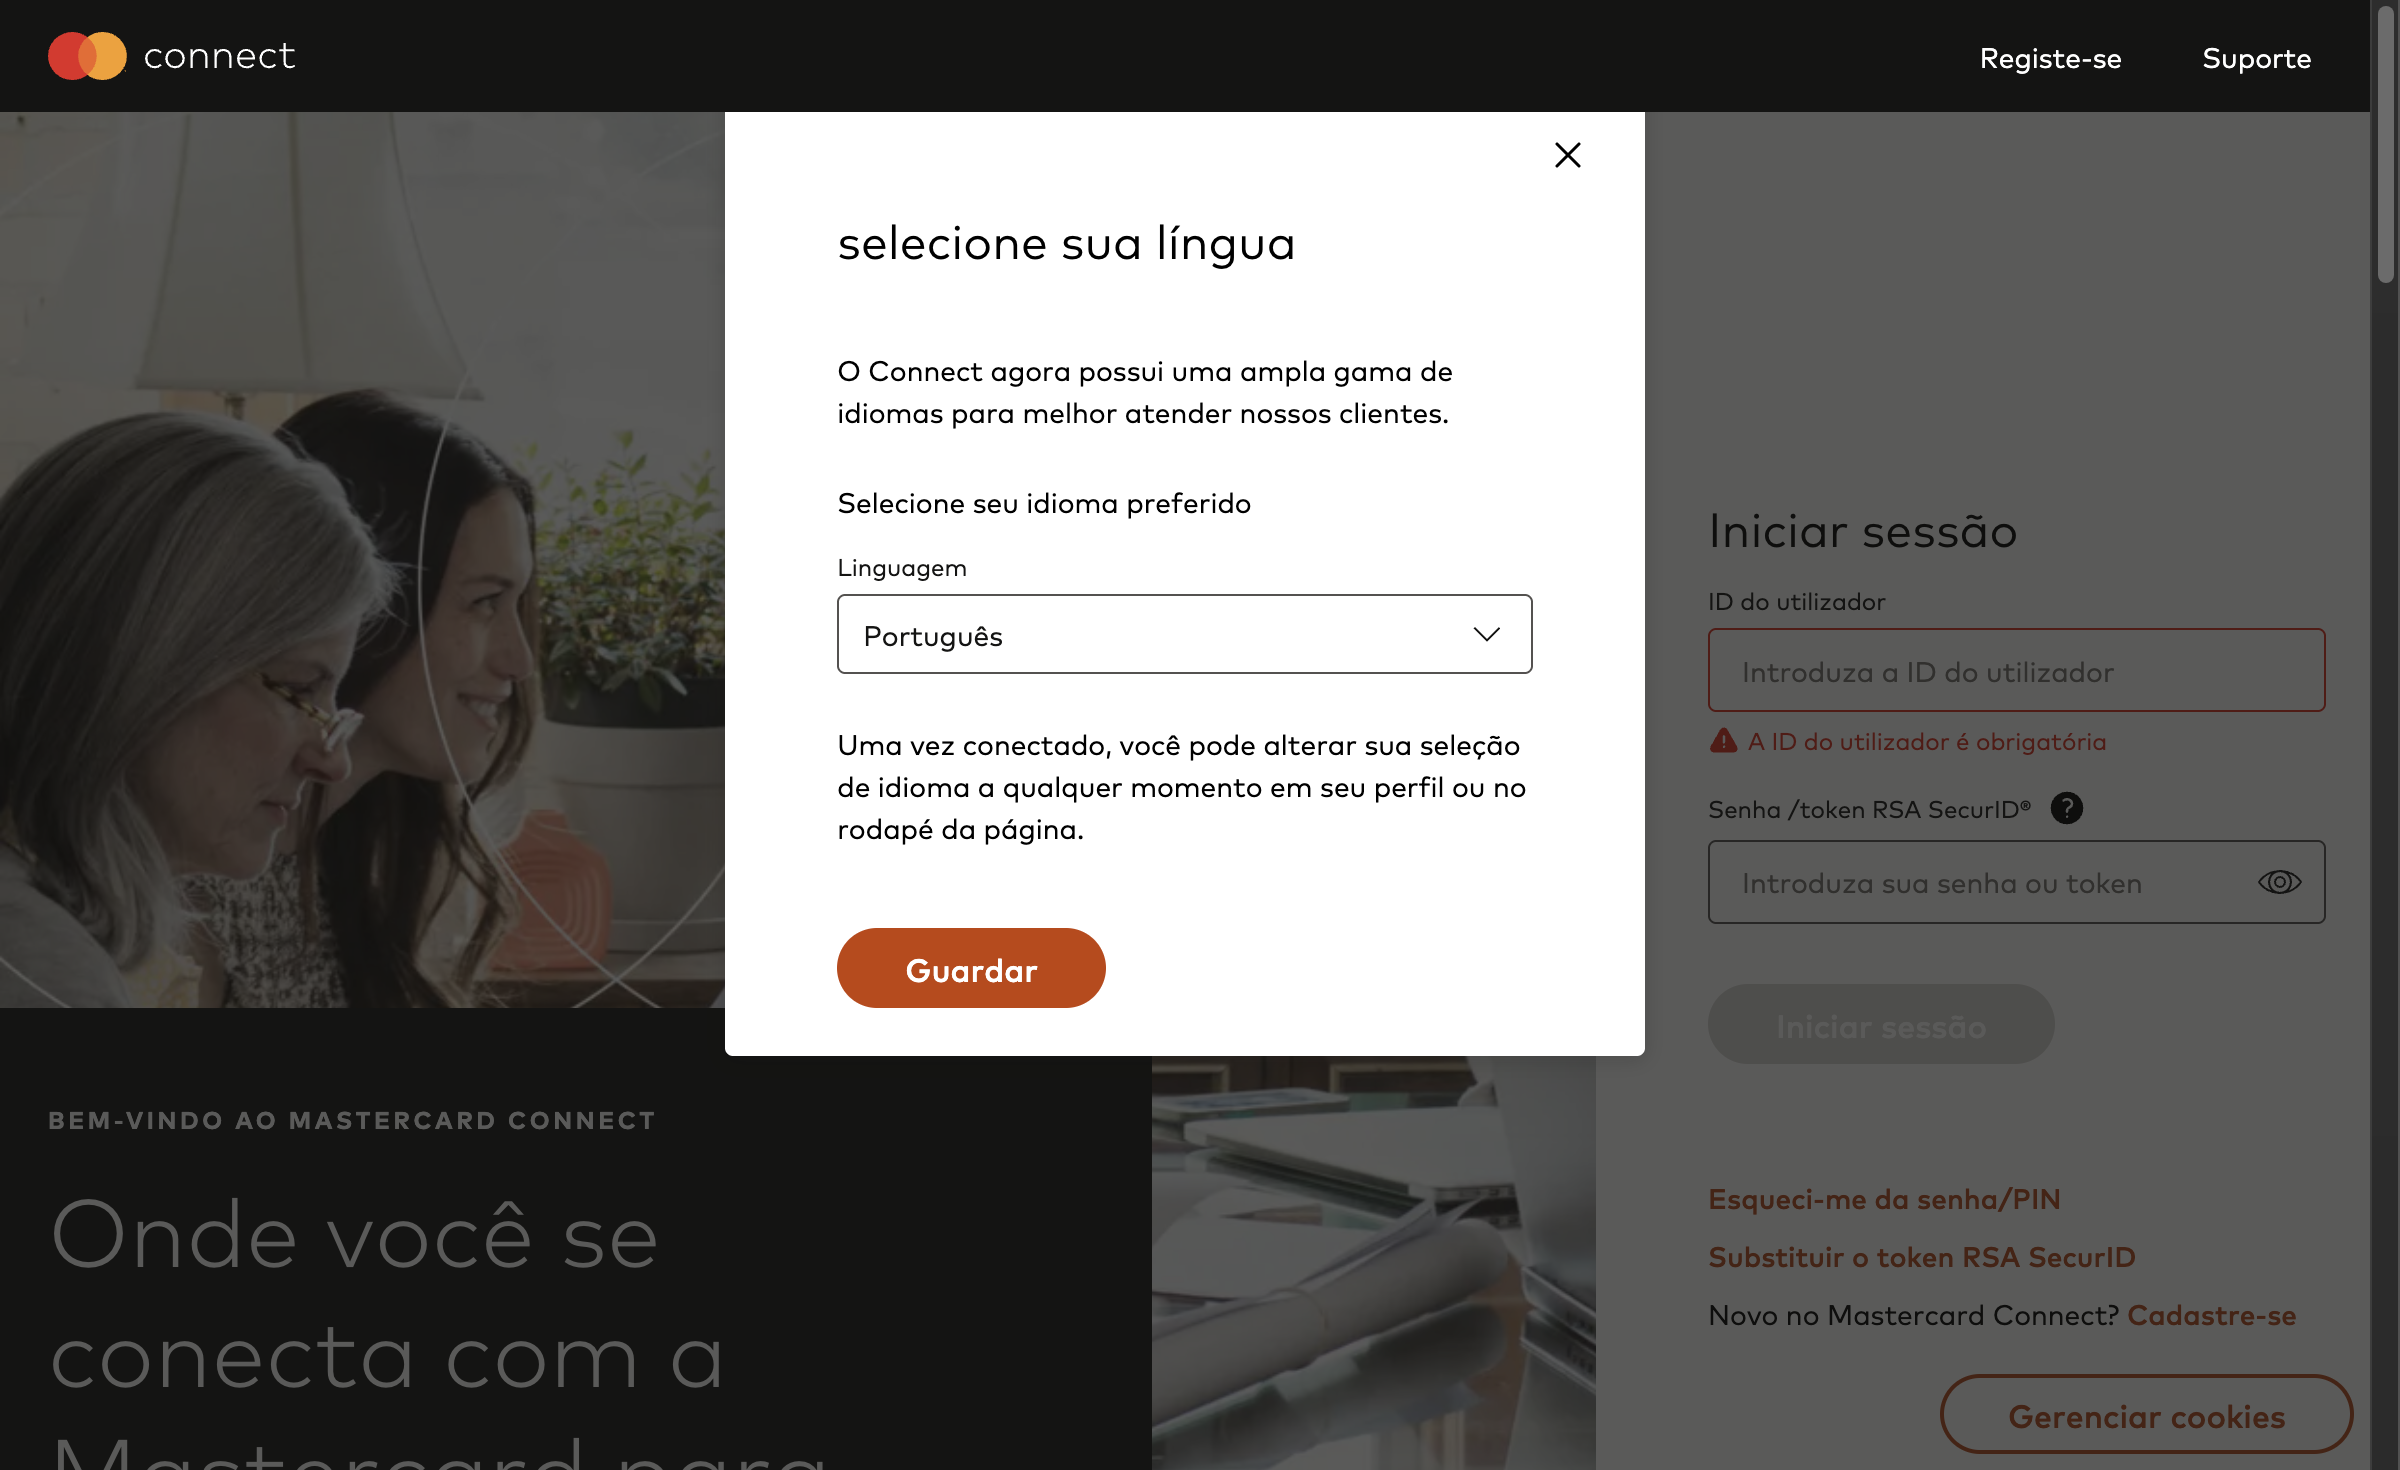 connect
Registe-se
Suporte
selecione sua língua
O Connect agora possui uma ampla gama de
idiomas para melhor atender nossos clientes.
Selecione seu idioma preferido
Linguagem
Português
Uma vez conectado, você pode alterar sua seleção
de idioma a qualquer momento em seu perfil ou no
rodapé da página.
Guardar
Iniciar sessão
ID do utilizador
Introduza a ID do utilizador
A ID do utilizador é obrigatória
Senha /token RSA SecurID®
Introduza sua senha ou token
Iniciar sessão
Esqueci-me da senha/PIN
Substituir o token RSA SecurID
Novo no Mastercard Connect? Cadastre-se
Gerenciar cookies
BEM-VINDO AO MASTERCARD CONNECT
Onde você se
conecta com a
Mastercard para